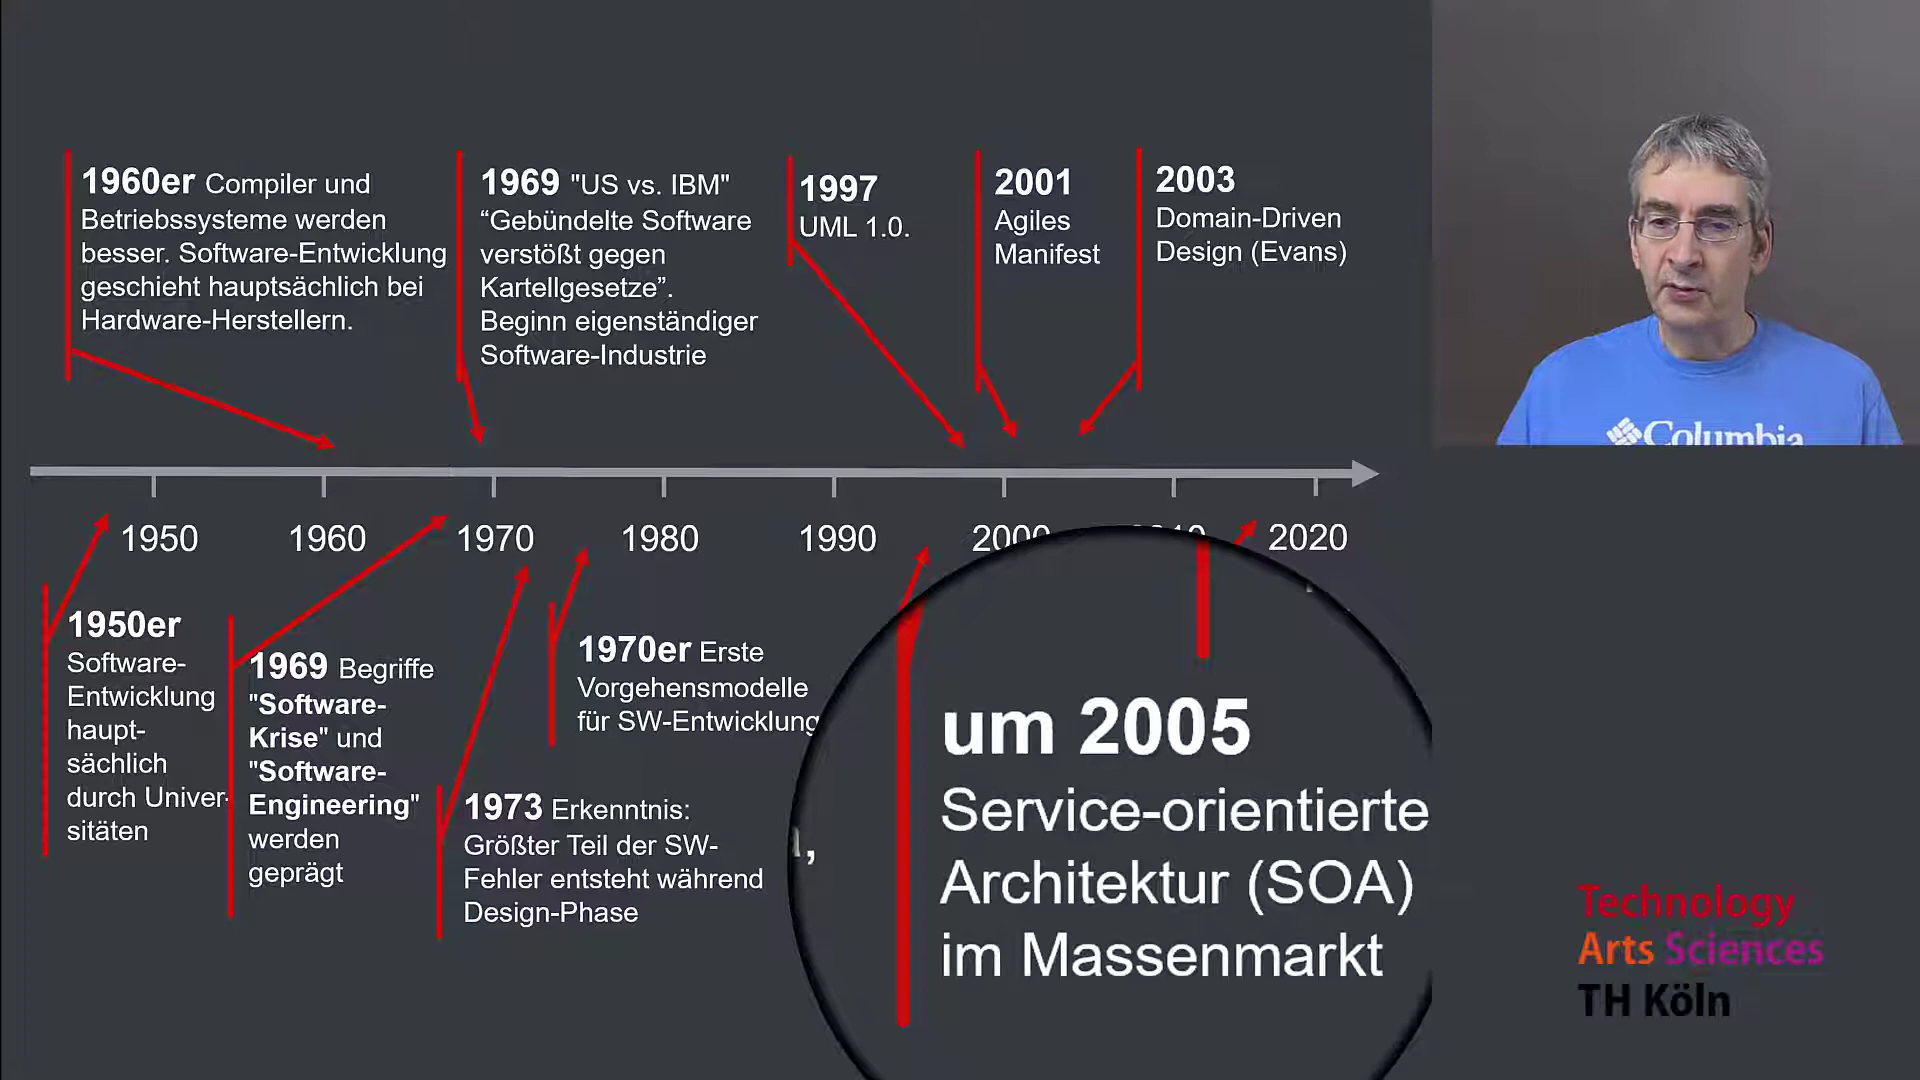 1960er Compiler und
Betriebssysteme werden
besser. Software-Entwicklung
geschieht hauptsächlich bei
Hardware-Herstellern.
1969 "US vs. IBM"
“Gebündelte Software
verstößt gegen
Kartellgesetze”.
Beginn eigenständiger
Software-Industrie
1997
UML 1.0.
2001
Agiles
Manifest
2003
Domain-Driven
Design (Evans)
Columbia
1950
1960
1970
1980
1990
2000
2010
2020
1950er
Software-
Entwicklung
haupt-
sächlich
durch Univer-
sitäten
1969 Begriffe
"Software-
Krise" und
"Software-
Engineering"
werden
geprägt
1973 Erkenntnis:
Größter Teil der SW-
Fehler entsteht während
Design-Phase
1970er Erste
Vorgehensmodelle
für SW-Entwicklung
um 2005
Service-orientierte
Architektur (SOA)
im Massenmarkt
Technology
Arts Sciences
TH Köln